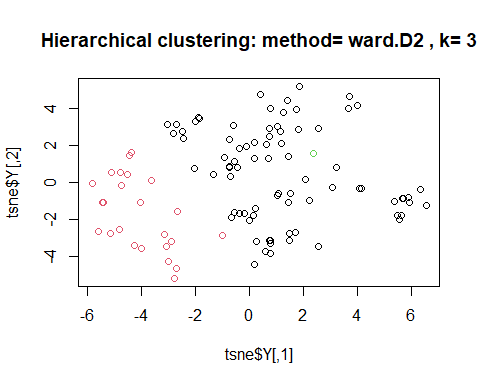 Hierarchical clustering: method= ward.D2 , k= 3
tsne$Y[,2]
4
2
0
-2
-4
-6 -4 -2 0 2 4 6
tsne$Y[,1]